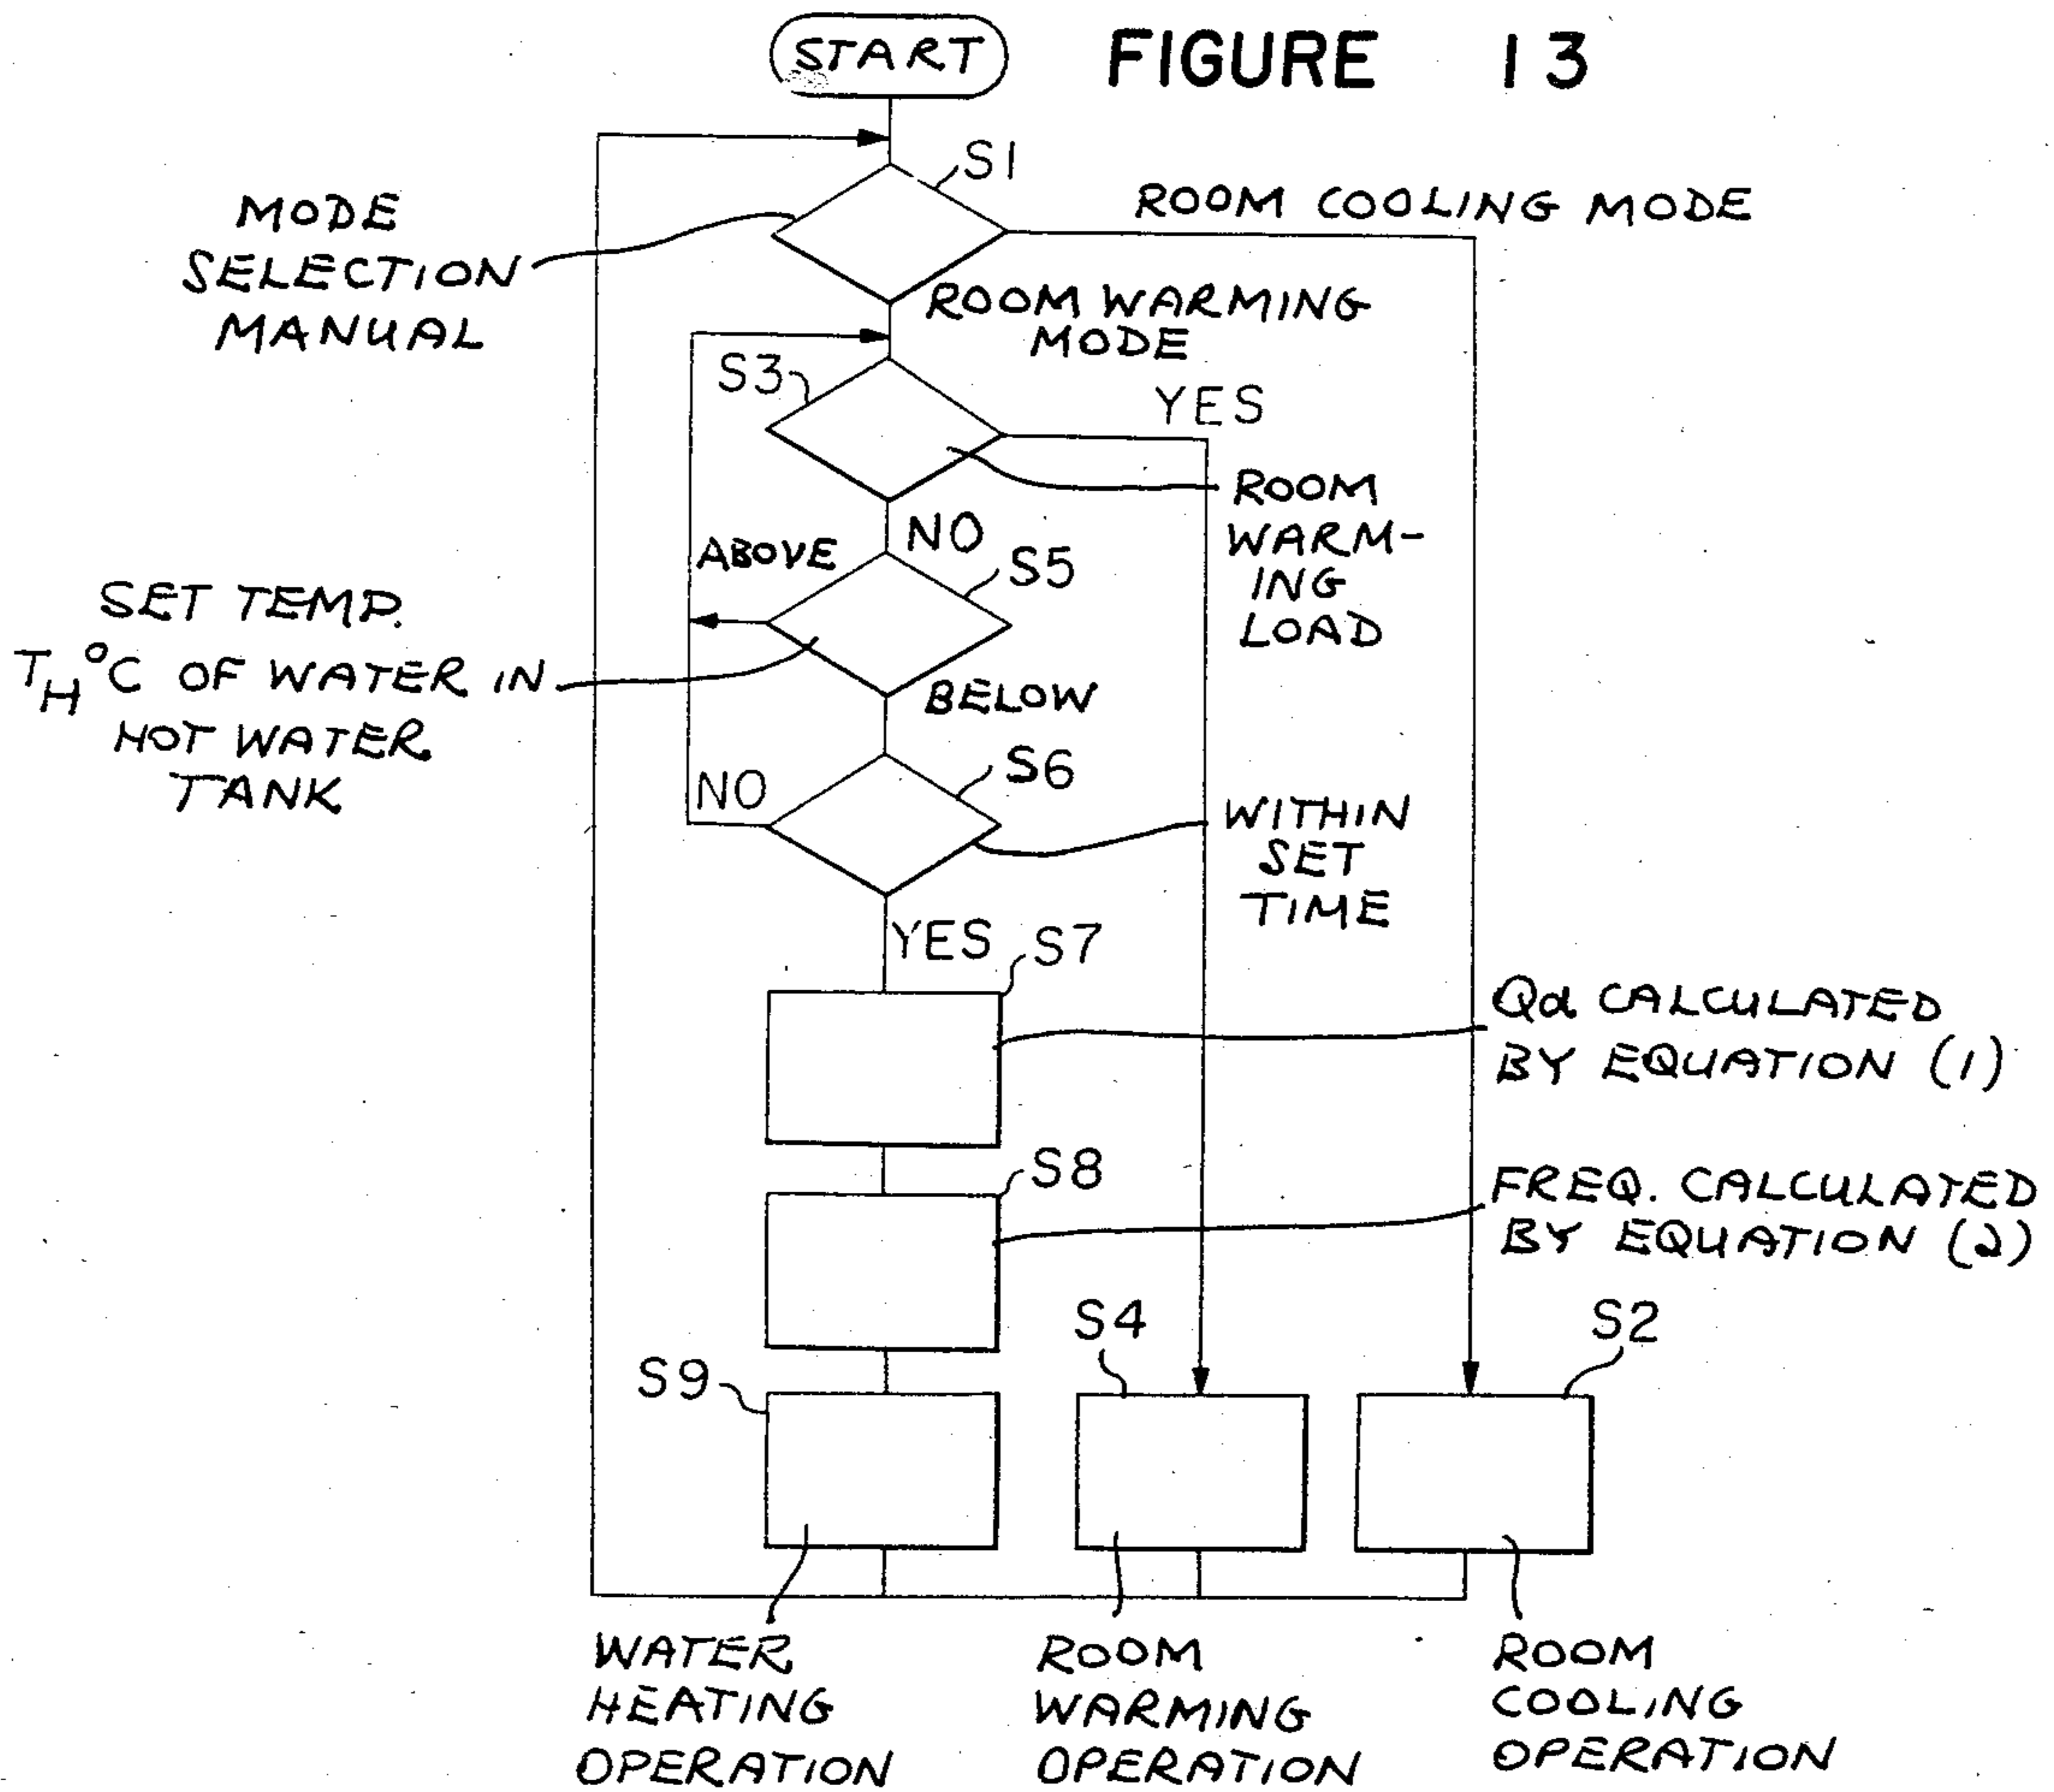 START
FIGURE 13
S1
MODE
SELECTION
MANUAL
ROOM COOLING MODE
ROOM WARMING
MODE
S3
YES
ROOM
WARM-
ING
LOAD
NO
ABOVE
S5
SET TEMP.
TH °C OF WATER IN
HOT WATER
TANK
BELOW
S6
NO
WITHIN
SET
TIME
YES
S7
Qd CALCULATED
BY EQUATION (1)
S8
FREQ. CALCULATED
BY EQUATION (2)
S4
S2
S9
WATER
HEATING
OPERATION
ROOM
WARMING
OPERATION
ROOM
COOLING
OPERATION